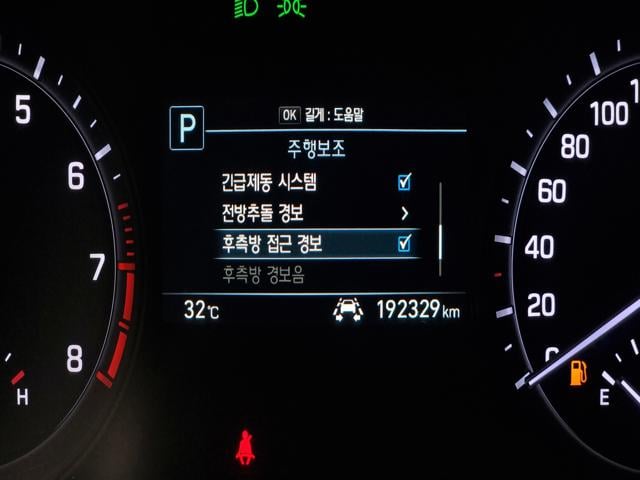 OK 길게 : 도움말
P
주행보조
긴급제동 시스템
전방추돌 경보
후측방 접근 경보
후측방 경보음
32℃ 192329 km
5
6
7
8
H
100
80
60
40
20
0
E